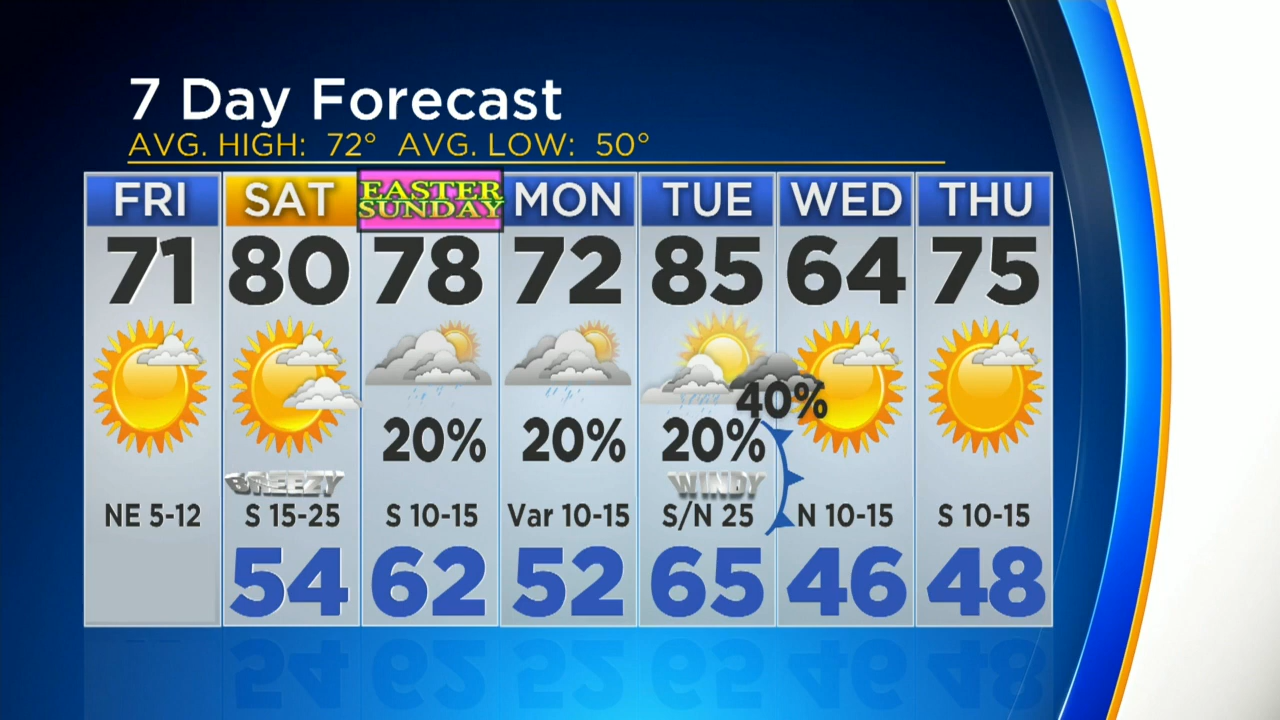 7 Day Forecast
AVG. HIGH: 72° AVG. LOW: 50°
FRI SAT EASTER SUNDAY MON TUE WED THU
71 80 78 72 85 64 75
40%
20% 20% 20%
BREEZY WINDY
NE 5-12 S 15-25 S 10-15 Var 10-15 S/N 25 N 10-15 S 10-15
54 62 52 65 46 48